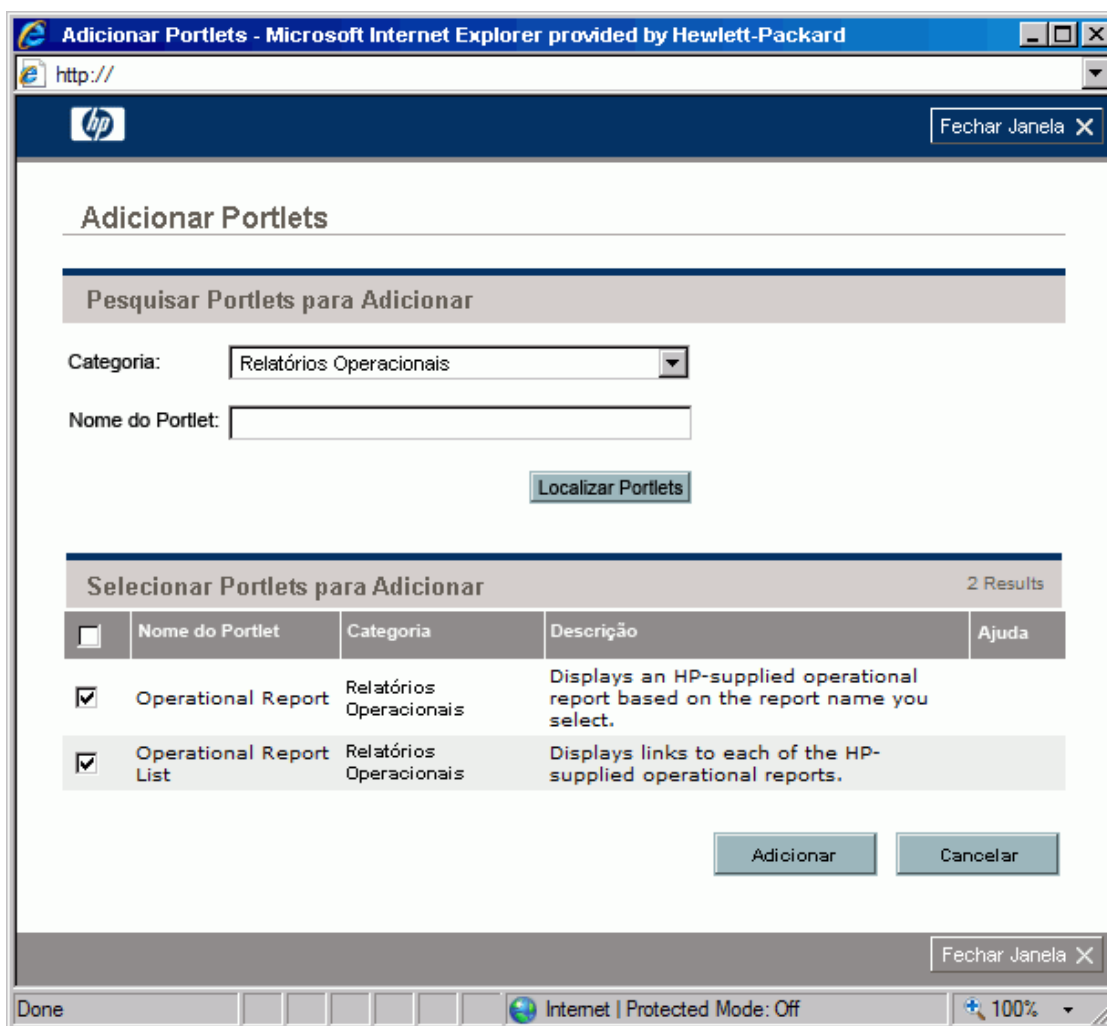 Adicionar Portlets - Microsoft Internet Explorer provided by Hewlett-Packard
http://
hp
Fechar Janela X
Adicionar Portlets
Pesquisar Portlets para Adicionar
Categoria:
Relatórios Operacionais
Nome do Portlet:
Localizar Portlets
Selecionar Portlets para Adicionar
2 Results
Nome do Portlet
Categoria
Descrição
Ajuda
Operational Report
Relatórios
Operacionais
Displays an HP-supplied operational
report based on the report name you
select.
Operational Report
List
Relatórios
Operacionais
Displays links to each of the HP-
supplied operational reports.
Adicionar
Cancelar
Fechar Janela X
Done
Internet | Protected Mode: Off
100%